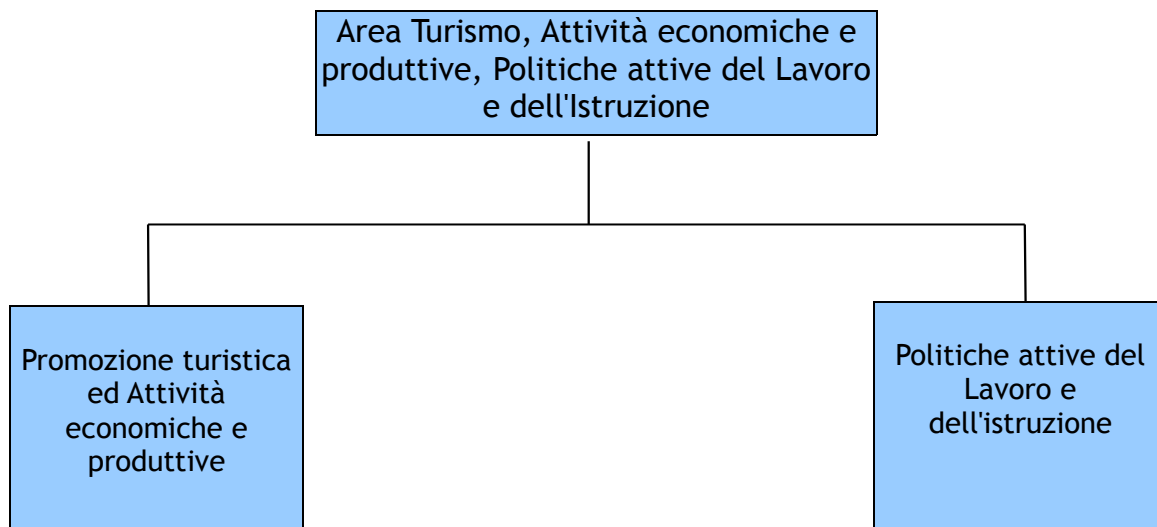 Area Turismo, Attività economiche e
produttive, Politiche attive del Lavoro
e dell'Istruzione
Promozione turistica
ed Attività
economiche e
produttive
Politiche attive del
Lavoro e
dell'istruzione